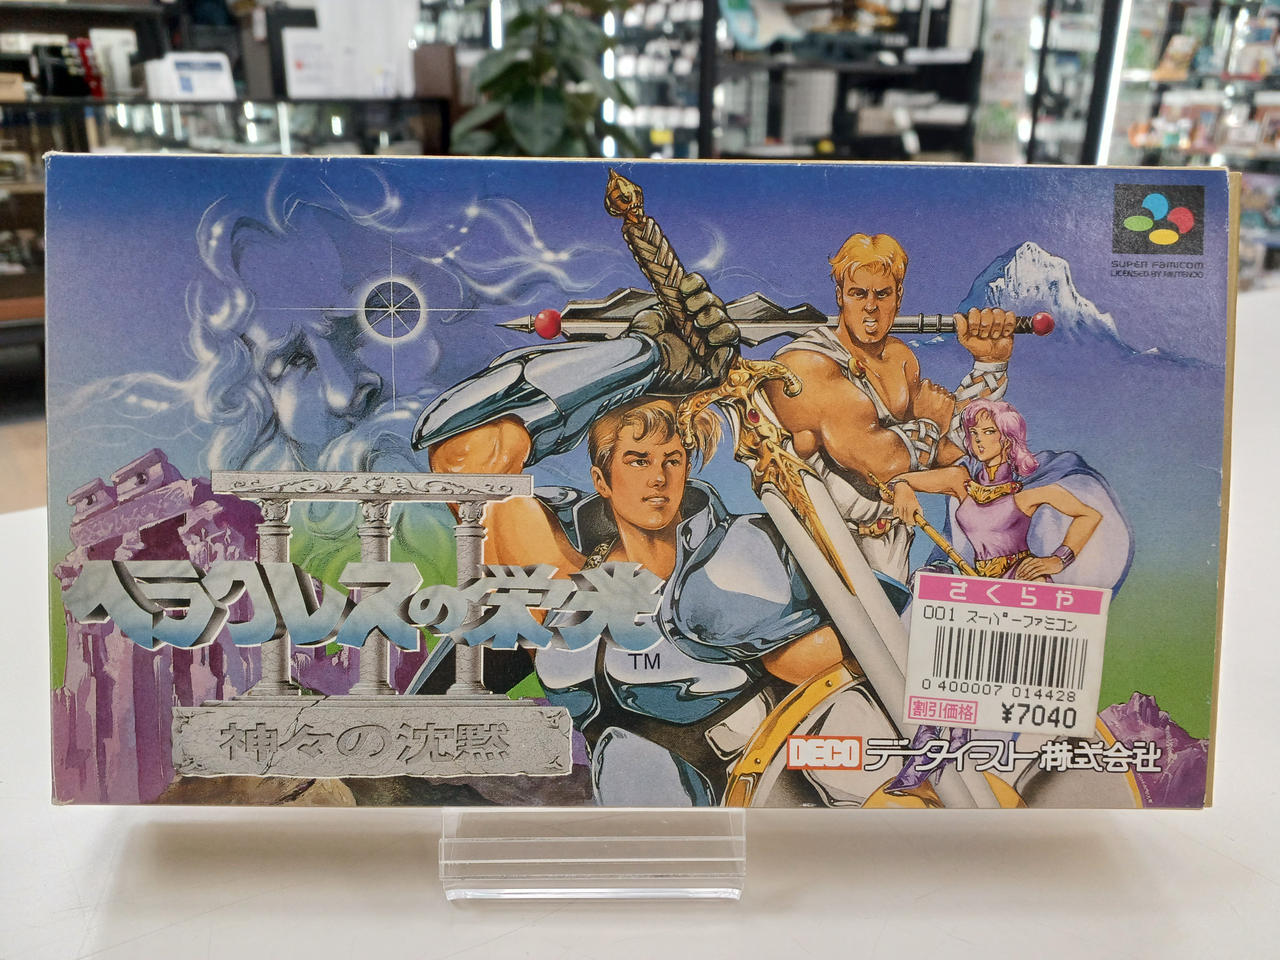 SUPER FAMICOM
LICENSED BY NINTENDO
III
ヘラクレスの栄光
TM
神々の沈黙
さくらや
001 スーパーファミコン
0 400007 014428
割引価格 ¥7040
DECO データイースト株式会社